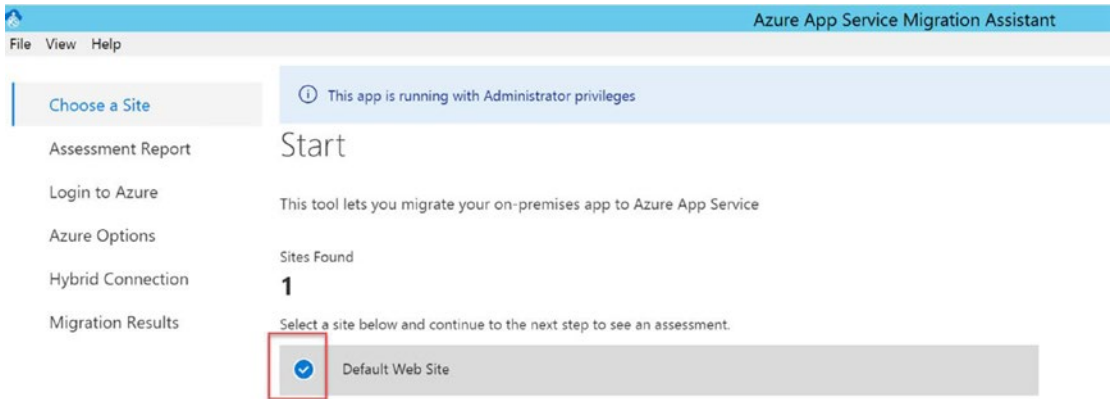 Azure App Service Migration Assistant
File View Help
Choose a Site
Assessment Report
Login to Azure
Azure Options
Hybrid Connection
Migration Results
This app is running with Administrator privileges
Start
This tool lets you migrate your on-premises app to Azure App Service
Sites Found
1
Select a site below and continue to the next step to see an assessment.
Default Web Site